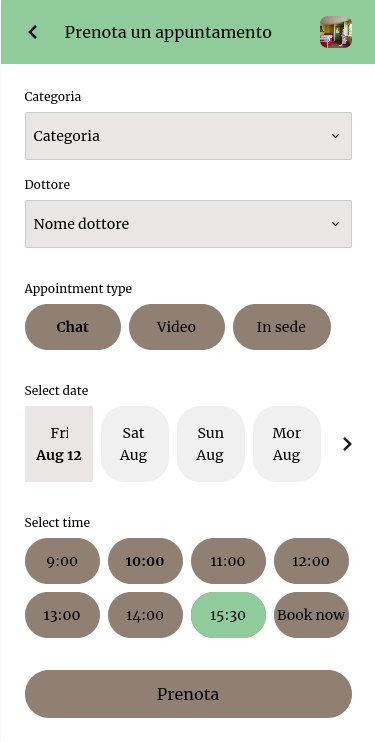 Prenota un appuntamento
Categoria
Categoria
Dottore
Nome dottore
Appointment type
Chat Video In sede
Select date
Fri Sat Sun Mon
Aug 12 Aug Aug Aug
Select time
9:00 10:00 11:00 12:00
13:00 14:00 15:30 Book now
Prenota